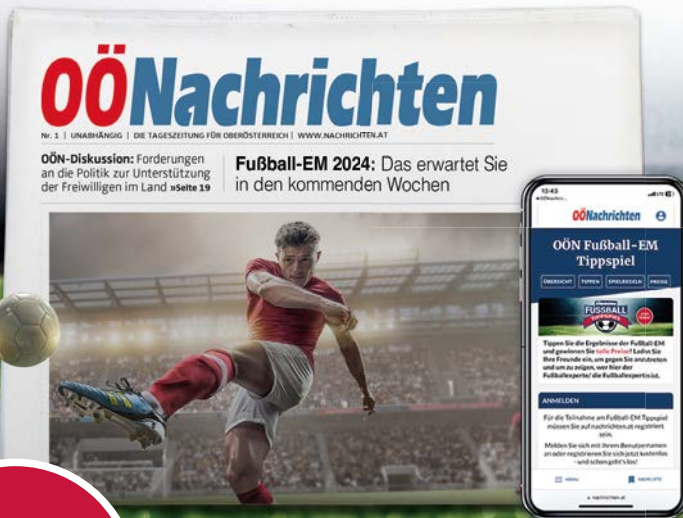 OÖNachrichten
Nr. 1 | UNABHÄNGIG | DIE TAGESZEITUNG FÜR OBERÖSTERREICH | WWW.NACHRICHTEN.AT
OÖN-Diskussion: Forderungen
an die Politik zur Unterstützung
der Freiwilligen im Land »Seite 19
Fußball-EM 2024: Das erwartet Sie
in den kommenden Wochen
13:43
OÖNachrichten
OÖN Fußball-EM
Tippspiel
ÜBERSICHT
TIPPEN
SPIELREGELN
PREISE
FUSSBALL
TIPPSPIEL
Tippen Sie die Ergebnisse der Fußball-EM
und gewinnen Sie tolle Preise! Laden Sie
Ihre Freunde ein, um gegen Sie anzutreten
und um zu zeigen, wer hier der
Fußballexperte/ die Fußballexpertin ist.
ANMELDEN
Für die Teilnahme am Fußball-EM Tippspiel
müssen Sie auf nachrichten.at registriert
sein.
Melden Sie sich mit Ihrem Benutzernamen
an oder registrieren Sie sich jetzt kostenlos
- und schon geht's los!
MENU
MERKLISTE
nachrichten.at